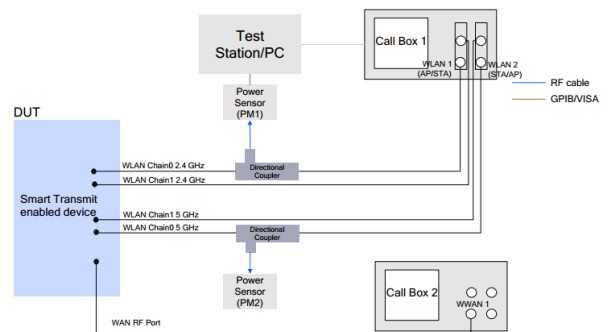 Test
Station/PC
Call Box 1
WLAN 1
(AP/STA)
WLAN 2
(STA/AP)
RF cable
GPIB/VISA
Power
Sensor
(PM1)
DUT
WLAN Chain0 2.4 GHz
Directional
Coupler
WLAN Chain1 2.4 GHz
Smart Transmit
enabled device
WLAN Chain1 5 GHz
WLAN Chain0 5 GHz
Directional
Coupler
Power
Sensor
(PM2)
Call Box 2
WWAN 1
WAN RF Port